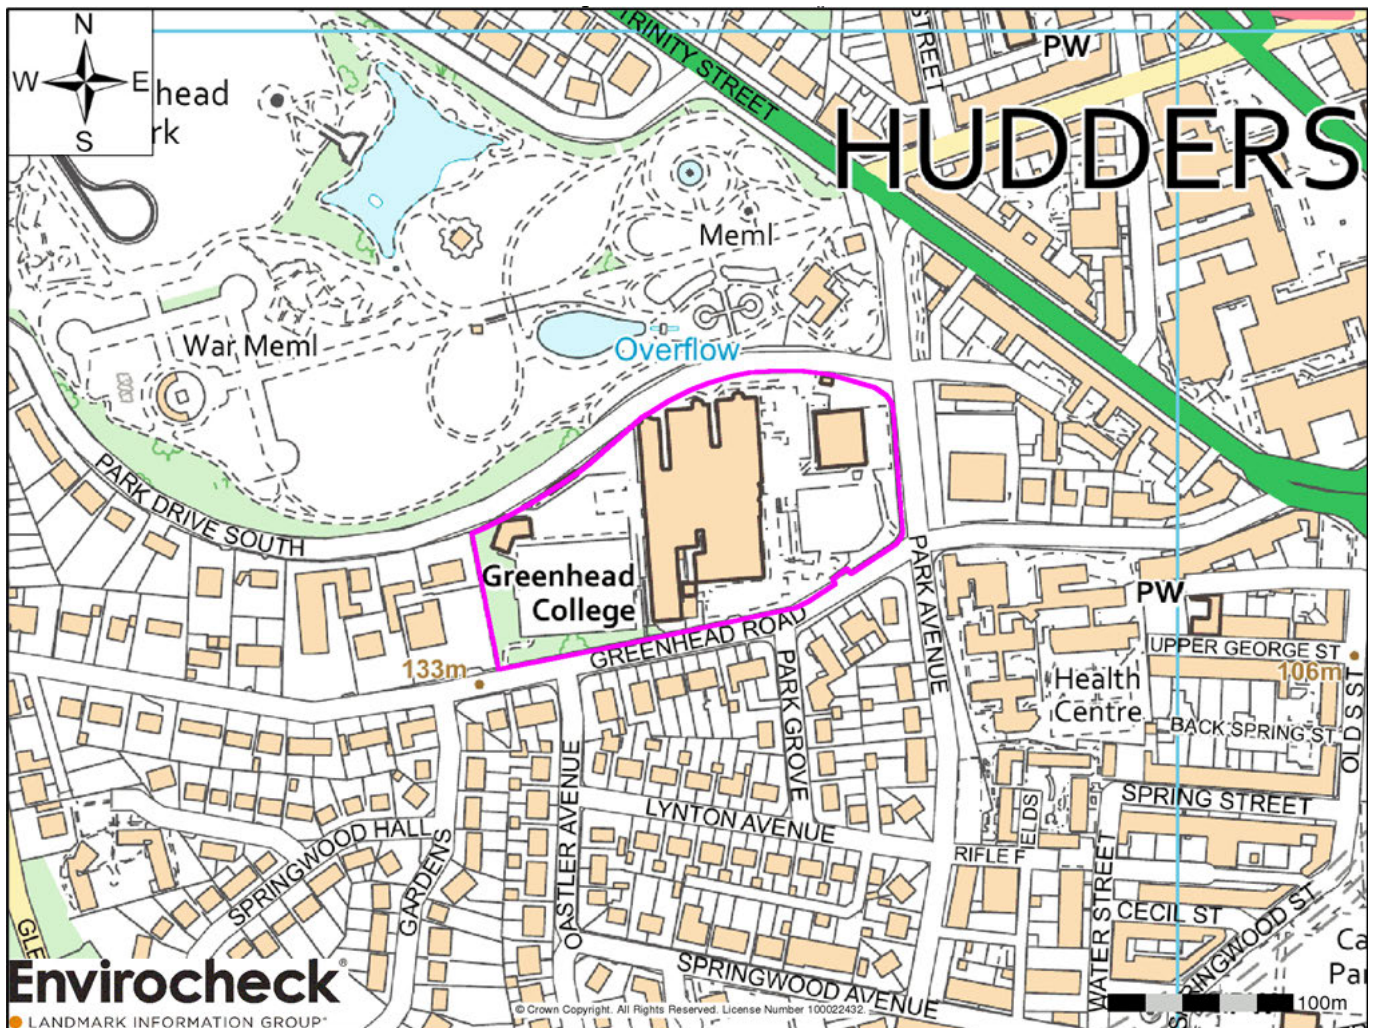 N
W
E
S
head
rk
TRINITY STREET
STREET
PW
HUDDERS
Meml
War Meml
Overflow
PARK DRIVE SOUTH
Greenhead
College
GREENHEAD ROAD
PARK AVENUE
PW
UPPER GEORGE ST
133m
106m
PARK GROVE
Health
Centre
BACK SPRING ST
OLD ST
OASTLER AVENUE
LYNTON AVENUE
SPRING STREET
SPRINGWOOD HALL
GARDENS
RIFLE F
IELDS
WATER STREET
CECIL ST
SPRINGWOOD ST
GLE
SPRINGWOOD AVENUE
Ca
Par
Envirocheck®
LANDMARK INFORMATION GROUP®
© Crown Copyright. All Rights Reserved. License Number 100022432.
100m